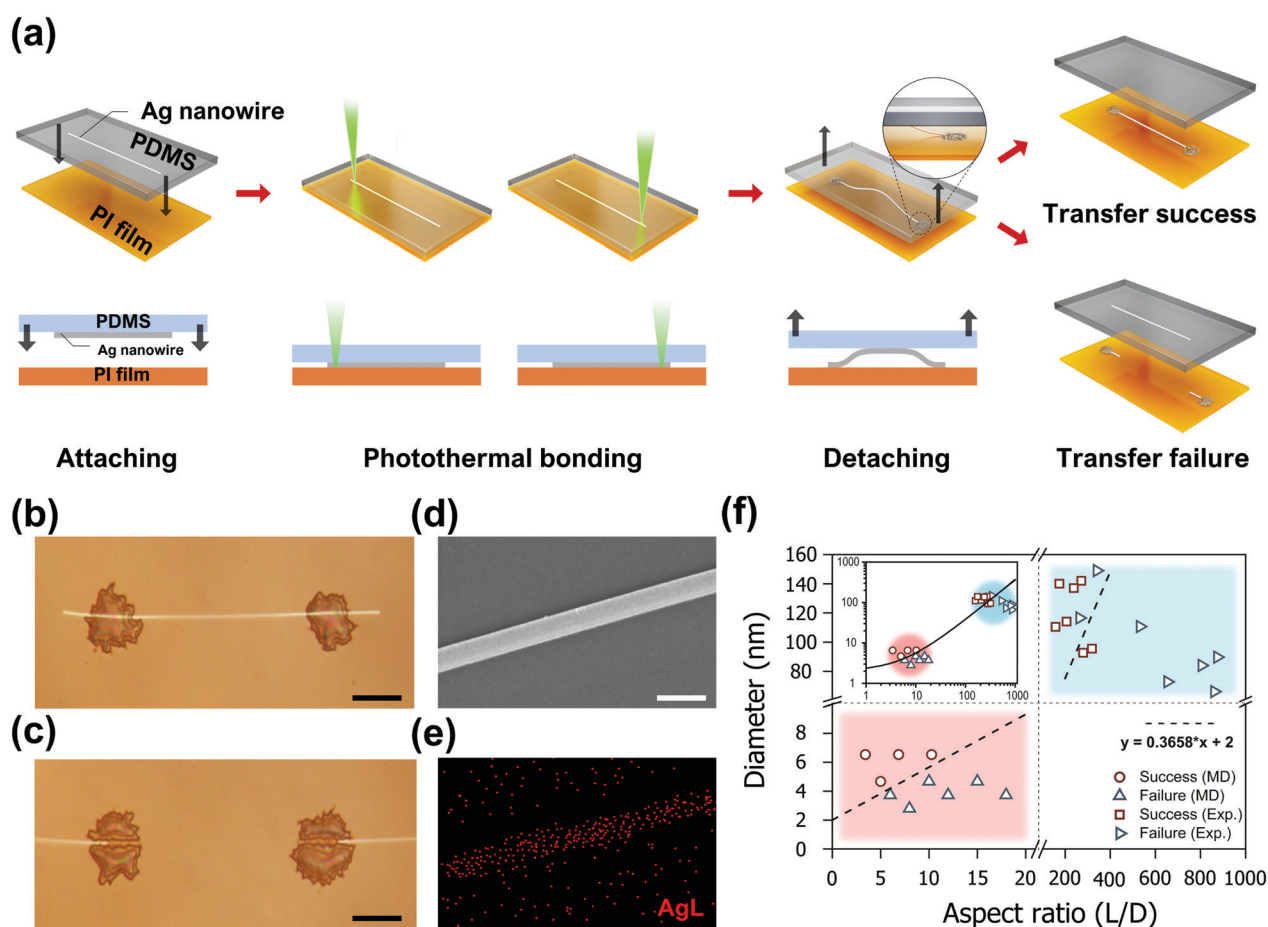 (a)
Ag nanowire
PDMS
PI film
Transfer success
PDMS
Ag nanowire
PI film
Attaching
Photothermal bonding
Detaching
Transfer failure
(b)
(d)
(f)
(c)
(e)
AgL
Diameter (nm)
160
140
120
100
80
8
6
4
2
0
1000
100
10
1
1
10
100
1000
y = 0.3658*x + 2
Success (MD)
Failure (MD)
Success (Exp.)
Failure (Exp.)
0
5
10
15
20
200
400
600
800
1000
Aspect ratio (L/D)